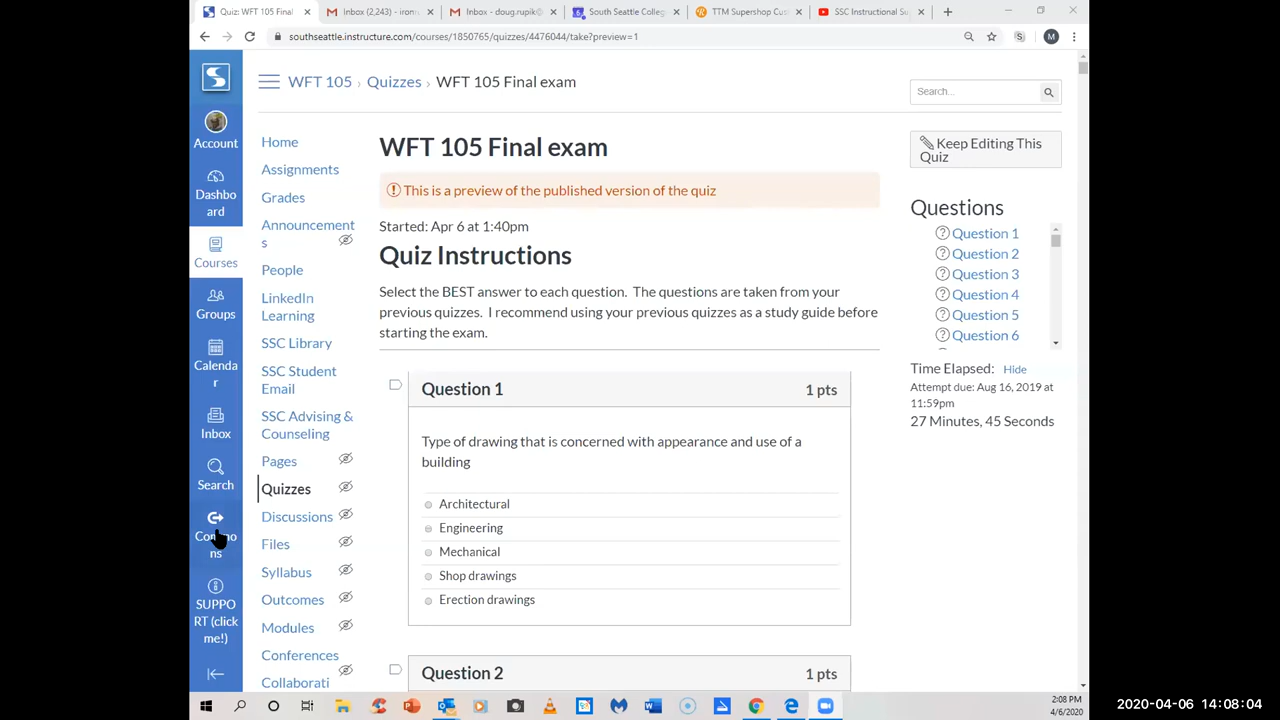 Quiz: WFT 105 Final
Inbox (2,243) - ironr
Inbox - doug.rupik@
South Seattle Colleg
TTM Supershop Cus
SSC Instructional Su
southseattle.instructure.com/courses/1850765/quizzes/4476044/take?preview=1
M
WFT 105 › Quizzes › WFT 105 Final exam
Search...
Account
Dashbo
ard
Courses
Groups
Calenda
r
Inbox
Search
ns
SUPPO
RT (click
me!)
Home
Assignments
Grades
Announcement
s
People
LinkedIn
Learning
SSC Library
SSC Student
Email
SSC Advising &
Counseling
Pages
Quizzes
Discussions
Files
Syllabus
Outcomes
Modules
Conferences
Collaborati
WFT 105 Final exam
This is a preview of the published version of the quiz
Started: Apr 6 at 1:40pm
Quiz Instructions
Select the BEST answer to each question. The questions are taken from your
previous quizzes. I recommend using your previous quizzes as a study guide before
starting the exam.
Question 1 1 pts
Type of drawing that is concerned with appearance and use of a
building
Architectural
Engineering
Mechanical
Shop drawings
Erection drawings
Question 2 1 pts
Keep Editing This
Quiz
Questions
Question 1
Question 2
Question 3
Question 4
Question 5
Question 6
Time Elapsed: Hide
Attempt due: Aug 16, 2019 at
11:59pm
27 Minutes, 45 Seconds
2:08 PM
4/6/2020
2020-04-06 14:08:04